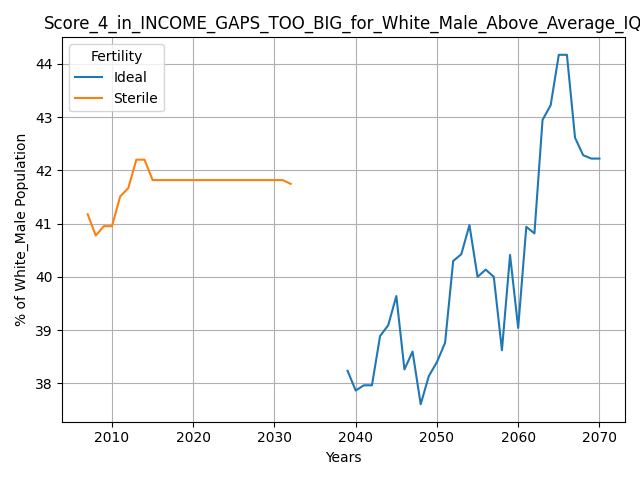 Score_4_in_INCOME_GAPS_TOO_BIG_for_White_Male_Above_Average_IQ
Fertility
Ideal
Sterile
44
43
42
41
40
39
38
% of White_Male Population
2010 2020 2030 2040 2050 2060 2070
Years